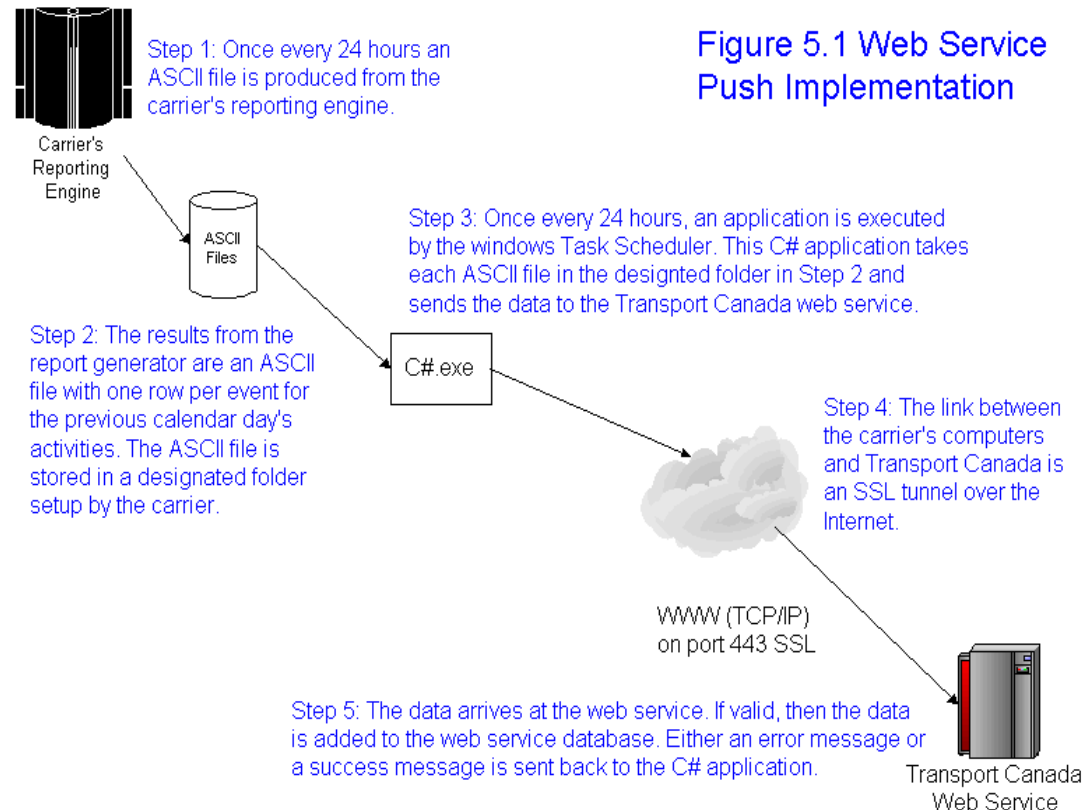 Figure 5.1 Web Service
Push Implementation
Step 1: Once every 24 hours an
ASCII file is produced from the
carrier's reporting engine.
Carrier's
Reporting
Engine
ASCII
Files
Step 3: Once every 24 hours, an application is executed
by the windows Task Scheduler. This C# application takes
each ASCII file in the designted folder in Step 2 and
sends the data to the Transport Canada web service.
Step 2: The results from the
report generator are an ASCII
file with one row per event for
the previous calendar day's
activities. The ASCII file is
stored in a designated folder
setup by the carrier.
C#.exe
Step 4: The link between
the carrier's computers
and Transport Canada is
an SSL tunnel over the
Internet.
WWW (TCP/IP)
on port 443 SSL
Step 5: The data arrives at the web service. If valid, then the data
is added to the web service database. Either an error message or
a success message is sent back to the C# application.
Transport Canada
Web Service